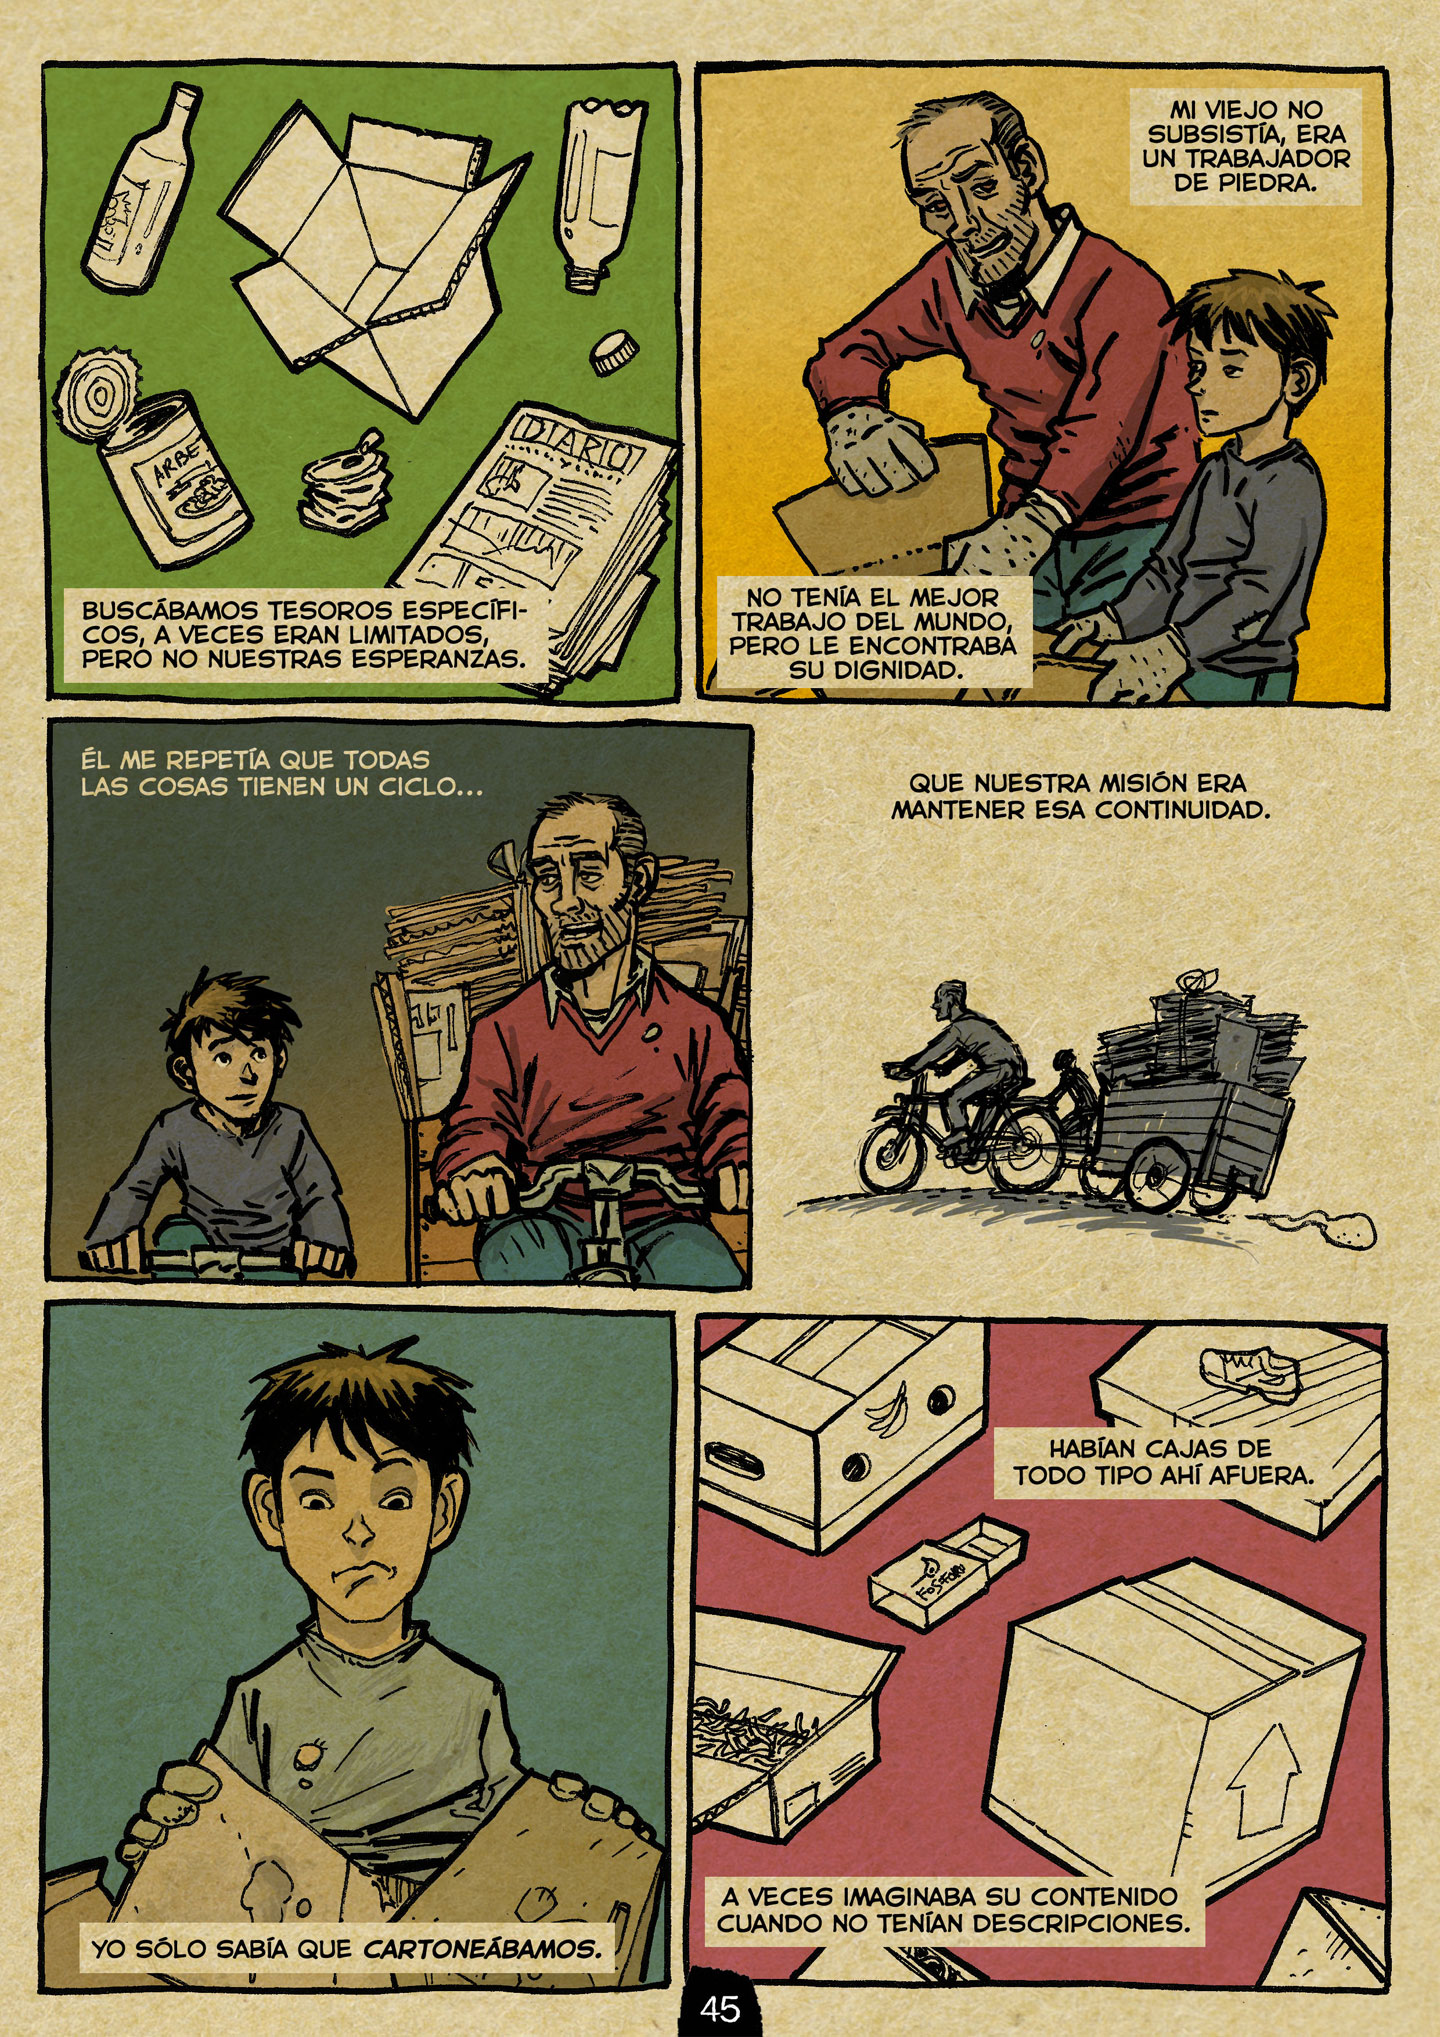 DIARIO
ARBE
BUSCÁBAMOS TESOROS ESPECÍFI-
COS, A VECES ERAN LIMITADOS,
PERO NO NUESTRAS ESPERANZAS.
MI VIEJO NO
SUBSISTÍA, ERA
UN TRABAJADOR
DE PIEDRA.
NO TENÍA EL MEJOR
TRABAJO DEL MUNDO,
PERO LE ENCONTRABA
SU DIGNIDAD.
ÉL ME REPETÍA QUE TODAS
LAS COSAS TIENEN UN CICLO...
QUE NUESTRA MISIÓN ERA
MANTENER ESA CONTINUIDAD.
YO SÓLO SABÍA QUE CARTONEÁBAMOS.
HABÍAN CAJAS DE
TODO TIPO AHÍ AFUERA.
FOSFORO
A VECES IMAGINABA SU CONTENIDO
CUANDO NO TENÍAN DESCRIPCIONES.
45